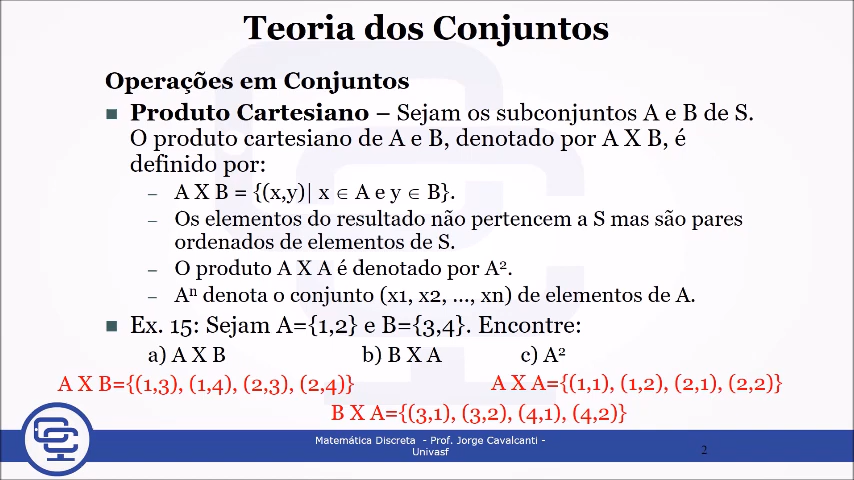 Teoria dos Conjuntos
Operações em Conjuntos
Produto Cartesiano – Sejam os subconjuntos A e B de S.
O produto cartesiano de A e B, denotado por A X B, é
definido por:
– A X B = {(x,y)| x ∈ A e y ∈ B}.
– Os elementos do resultado não pertencem a S mas são pares
ordenados de elementos de S.
– O produto A X A é denotado por A².
– Aⁿ denota o conjunto (x1, x2, ..., xn) de elementos de A.
Ex. 15: Sejam A={1,2} e B={3,4}. Encontre:
a) A X B b) B X A c) A²
A X B={(1,3), (1,4), (2,3), (2,4)} A X A={(1,1), (1,2), (2,1), (2,2)}
B X A={(3,1), (3,2), (4,1), (4,2)}
Matemática Discreta - Prof. Jorge Cavalcanti -
Univasf
2